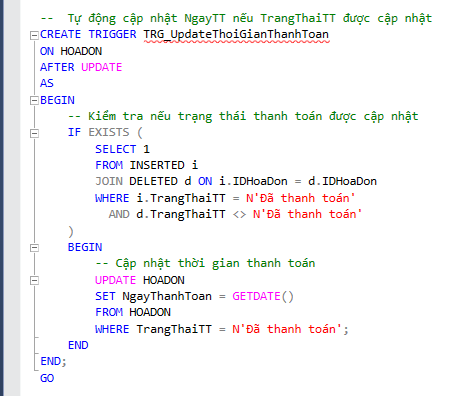 --  Tự động cập nhật NgayTT nếu TrangThaiTT được cập nhật
CREATE TRIGGER TRG_UpdateThoiGianThanhToan
ON HOADON
AFTER UPDATE
AS
BEGIN
    -- Kiểm tra nếu trạng thái thanh toán được cập nhật
    IF EXISTS (
        SELECT 1
        FROM INSERTED i
        JOIN DELETED d ON i.IDHoaDon = d.IDHoaDon
        WHERE i.TrangThaiTT = N'Đã thanh toán'
          AND d.TrangThaiTT <> N'Đã thanh toán'
    )
    BEGIN
        -- Cập nhật thời gian thanh toán
        UPDATE HOADON
        SET NgayThanhToan = GETDATE()
        FROM HOADON
        WHERE TrangThaiTT = N'Đã thanh toán';
    END
END;
GO